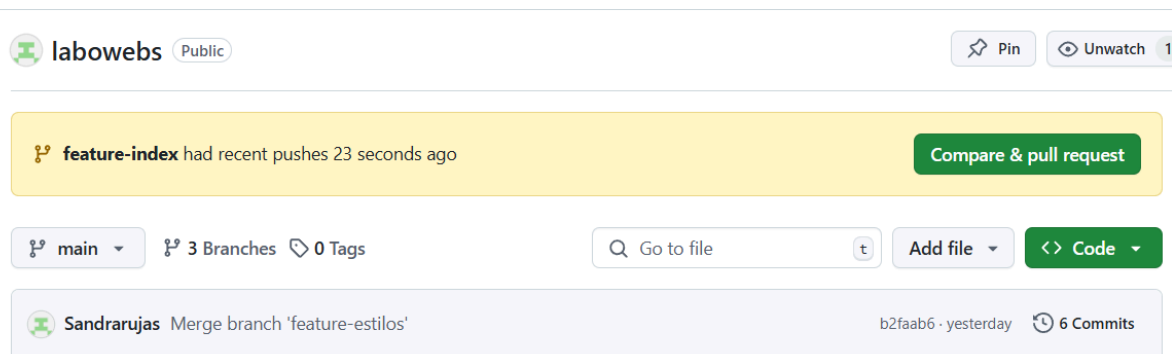 labowebs Public Pin Unwatch 1
feature-index had recent pushes 23 seconds ago Compare & pull request
main 3 Branches 0 Tags Go to file t Add file Code
Sandrarujas Merge branch 'feature-estilos' b2faab6 · yesterday 6 Commits